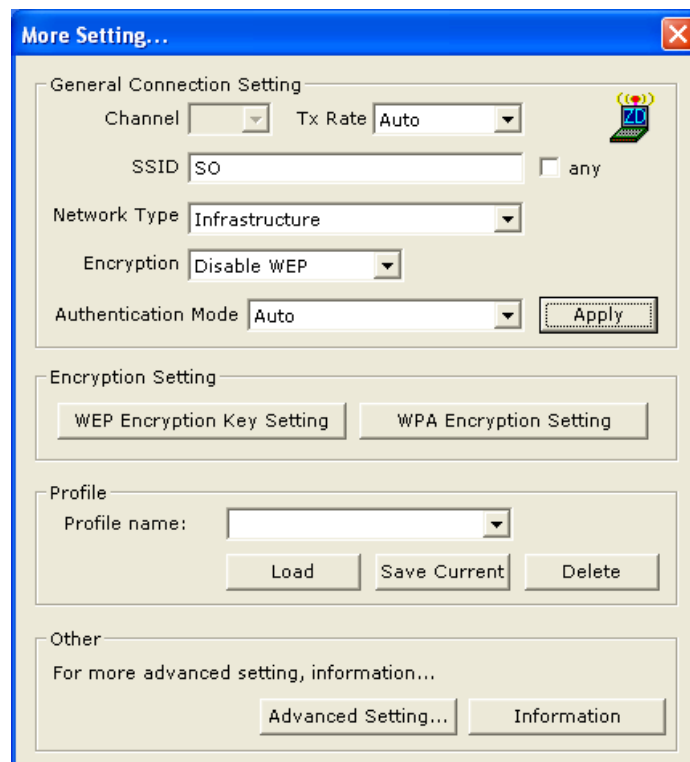 More Setting...
General Connection Setting
Channel Tx Rate Auto
ZD
SSID SO any
Network Type Infrastructure
Encryption Disable WEP
Authentication Mode Auto Apply
Encryption Setting
WEP Encryption Key Setting WPA Encryption Setting
Profile
Profile name:
Load Save Current Delete
Other
For more advanced setting, information...
Advanced Setting... Information